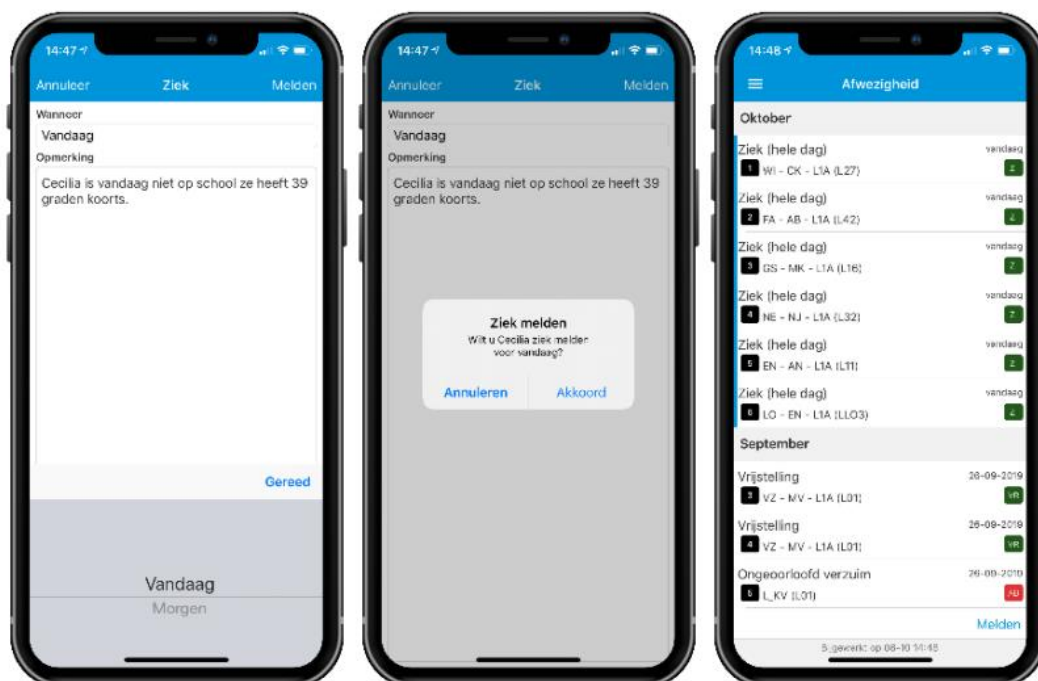 14:47
Annuleer Ziek Melden
Wanneer
Vandaag
Opmerking
Cecilia is vandaag niet op school ze heeft 39
graden koorts.
Gereed
Vandaag
Morgen
14:47
Annuleer Ziek Melden
Wanneer
Vandaag
Opmerking
Cecilia is vandaag niet op school ze heeft 39
graden koorts.
Ziek melden
Wilt u Cecilia ziek melden
voor vandaag?
Annuleren Akkoord
14:48
Afwezigheid
Oktober
Ziek (hele dag) vandaag
1 WI - CK - L1A (L27) Z
Ziek (hele dag) vandaag
2 FA - AB - L1A (L42) Z
Ziek (hele dag) vandaag
3 GS - MK - L1A (L16) Z
Ziek (hele dag) vandaag
4 NE - NJ - L1A (L32) Z
Ziek (hele dag) vandaag
5 EN - AN - L1A (L11) Z
Ziek (hele dag) vandaag
6 LO - EN - L1A (LLO3) Z
September
Vrijstelling 26-09-2019
3 VZ - MV - L1A (L01) VR
Vrijstelling 26-09-2019
4 VZ - MV - L1A (L01) VR
Ongeoorloofd verzuim 26-09-2019
5 L_KV (L01) AB
Melden
op 08-10 14:48